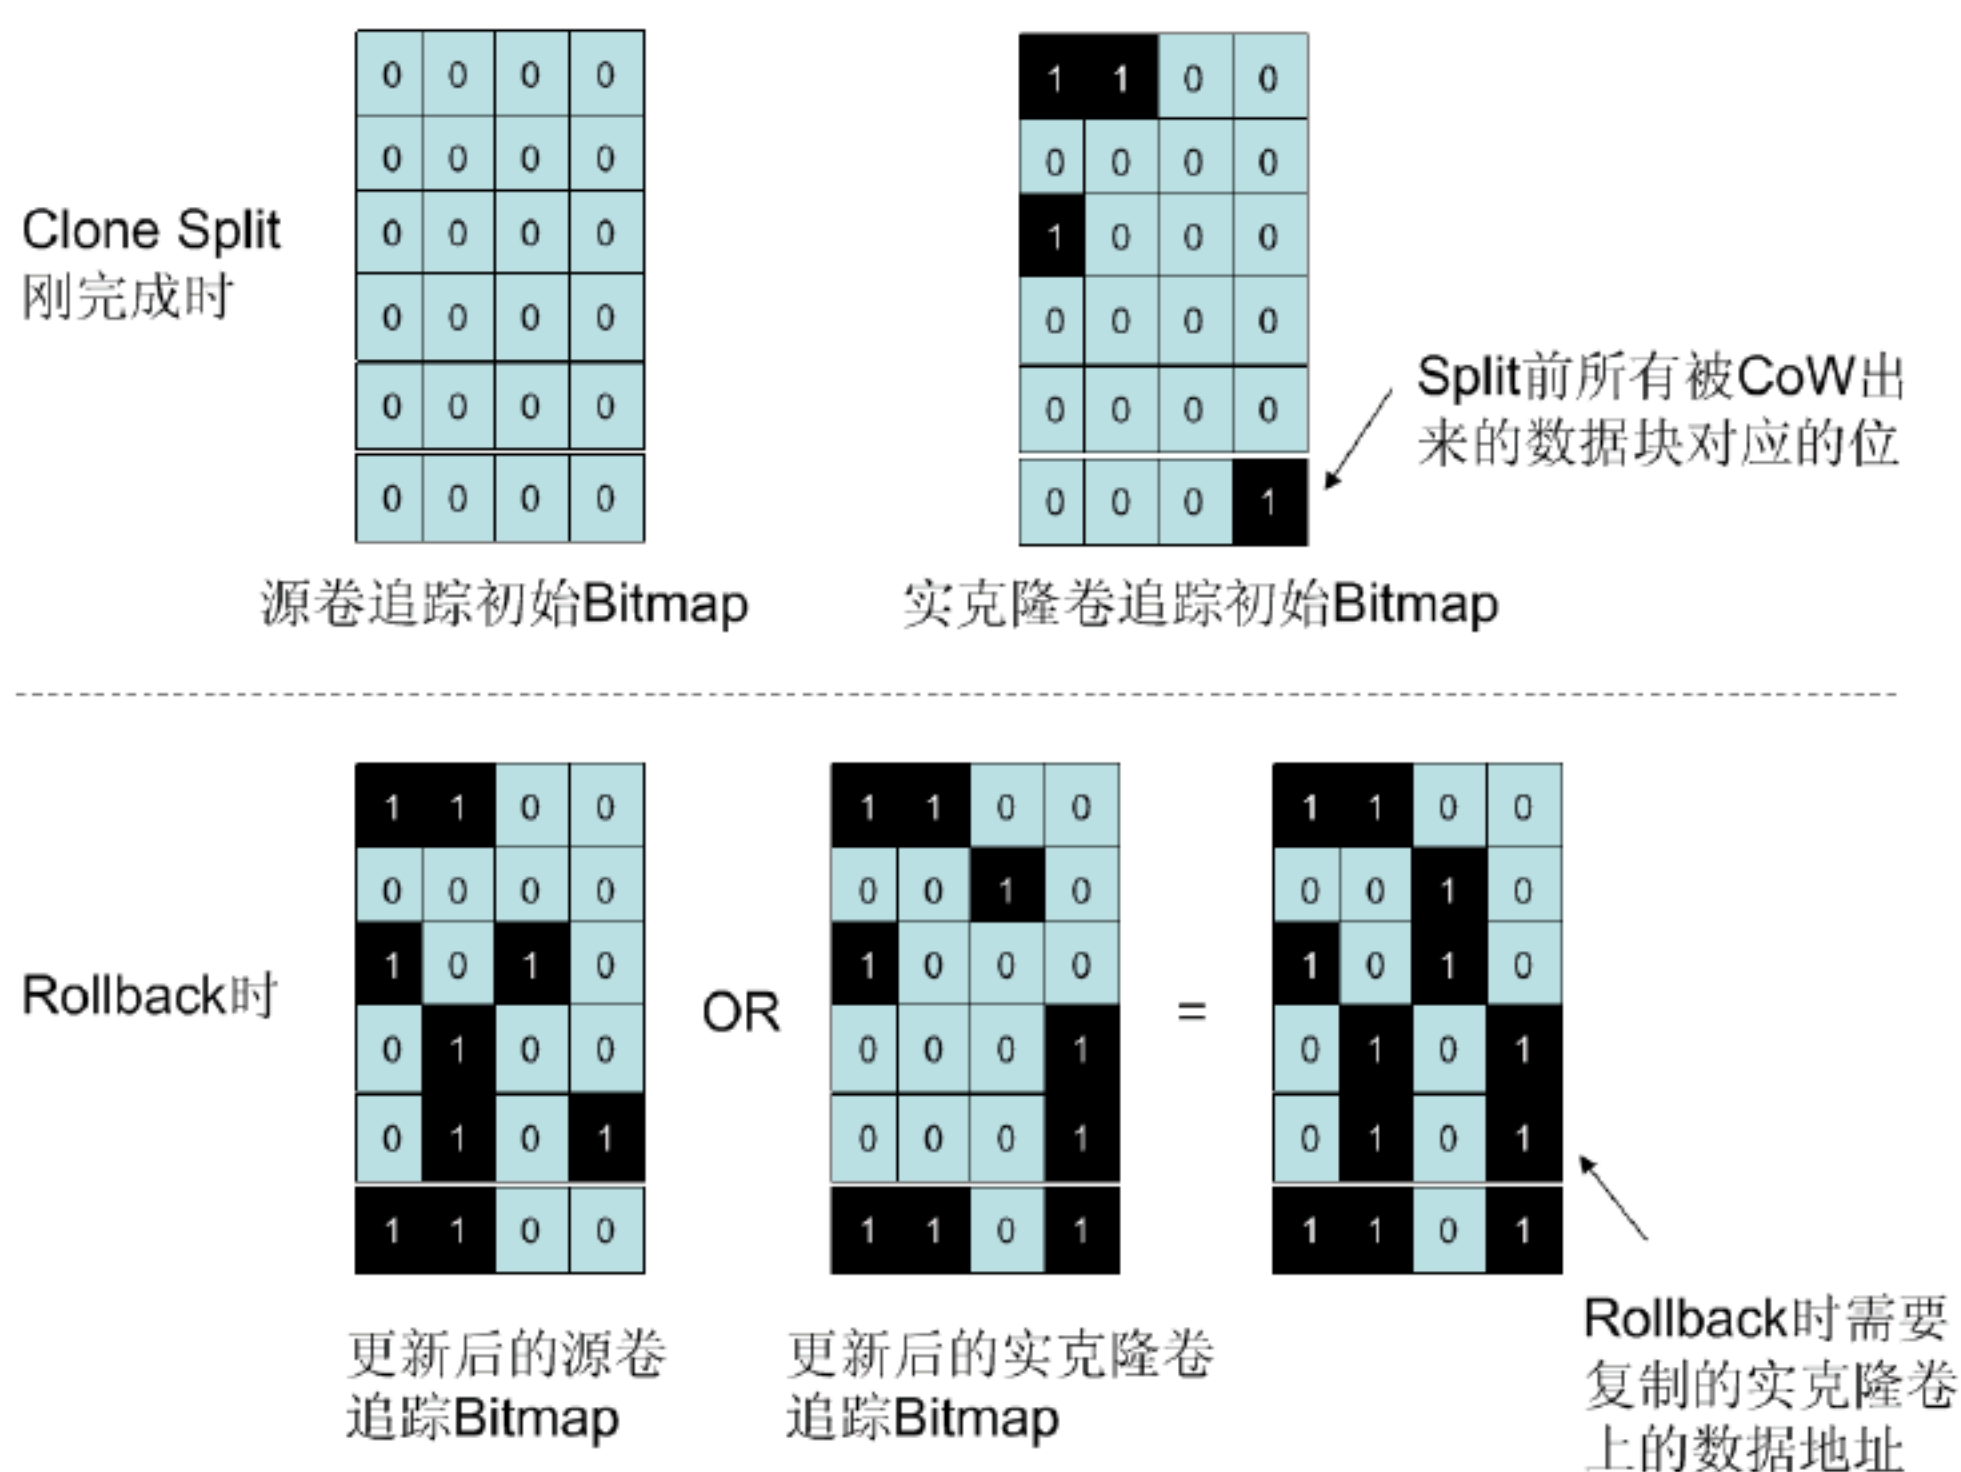 0 0 0 0
0 0 0 0
0 0 0 0
0 0 0 0
0 0 0 0
0 0 0 0
1 1 0 0
0 0 0 0
1 0 0 0
0 0 0 0
0 0 0 0
0 0 0 1
Clone Split
刚完成时
Split前所有被CoW出
来的数据块对应的位
源卷追踪初始Bitmap
实克隆卷追踪初始Bitmap
Rollback时
1 1 0 0
0 0 0 0
1 0 1 0
0 1 0 0
0 1 0 1
1 1 0 0
OR
1 1 0 0
0 0 1 0
1 0 0 0
0 0 0 1
0 0 0 1
1 1 0 1
=
1 1 0 0
0 0 1 0
1 0 1 0
0 1 0 1
0 1 0 1
1 1 0 1
更新后的源卷
追踪Bitmap
更新后的实克隆卷
追踪Bitmap
Rollback时需要
复制的实克隆卷
上的数据地址